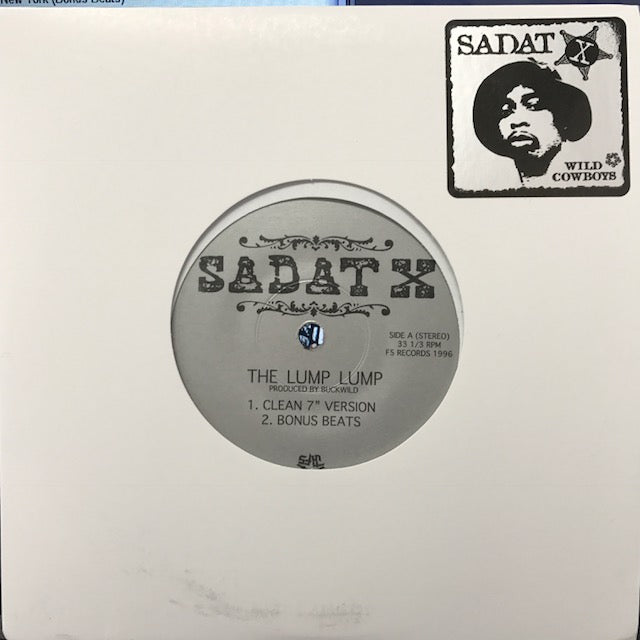 New York (Bonus Beats)
SADAT X
WILD
COWBOYS
SADAT X
SIDE A (STEREO)
33 1/3 RPM
FS RECORDS 1996
THE LUMP LUMP
PRODUCED BY BUCKWILD
1. CLEAN 7" VERSION
2. BONUS BEATS